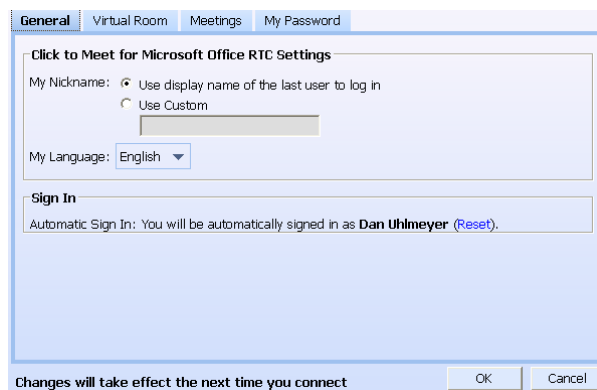 General Virtual Room Meetings My Password
Click to Meet for Microsoft Office RTC Settings
My Nickname: Use display name of the last user to log in
Use Custom
My Language: English
Sign In
Automatic Sign In: You will be automatically signed in as Dan Uhlmeyer (Reset).
Changes will take effect the next time you connect OK Cancel